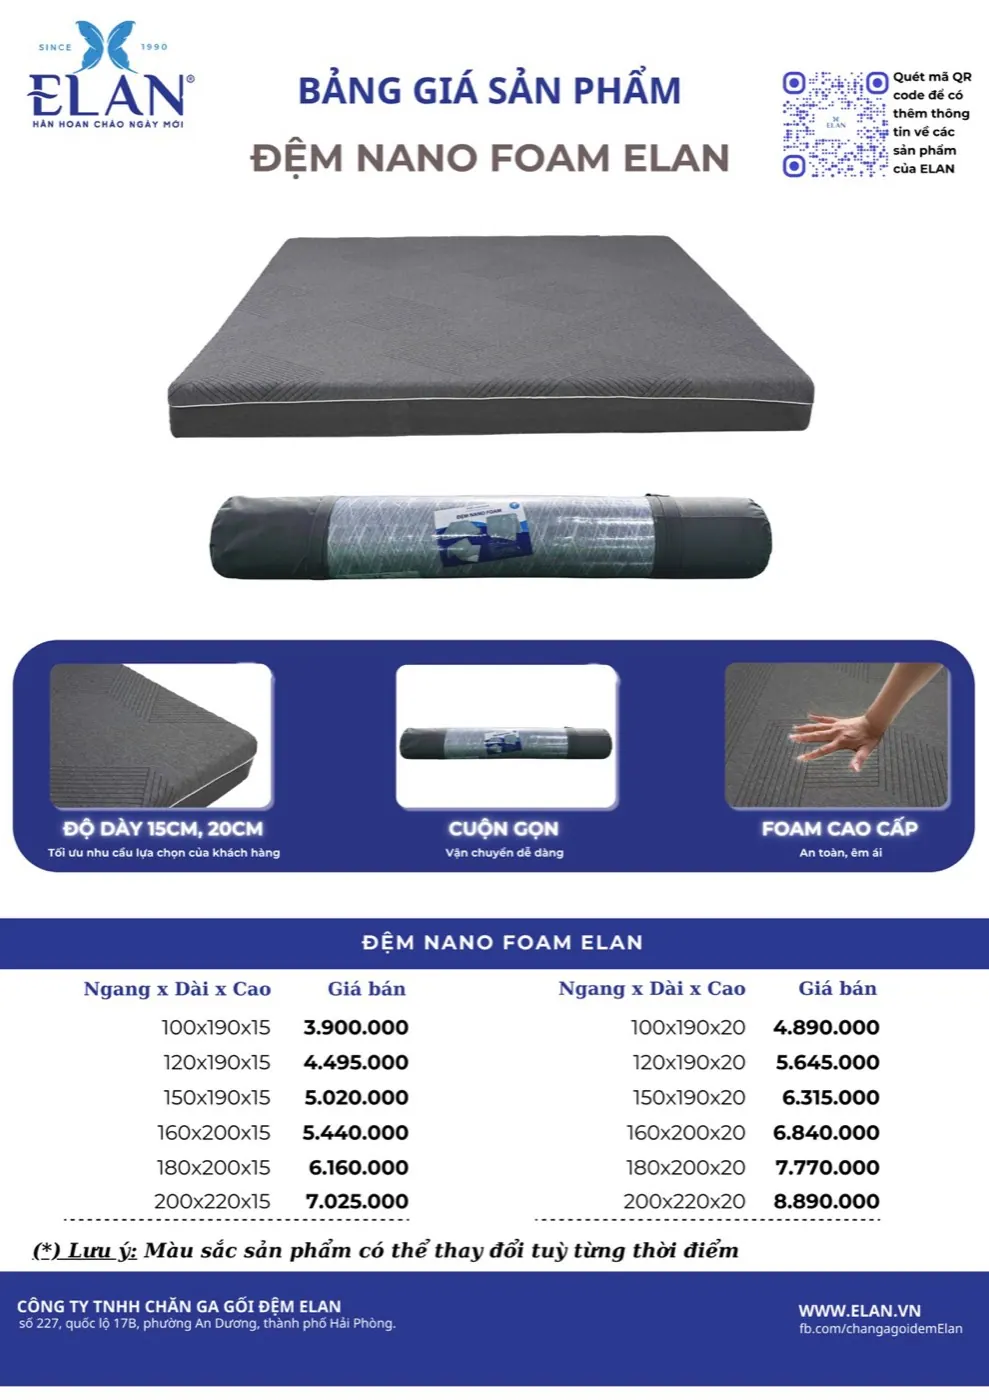 SINCE 1990
ELAN®
HÂN HOAN CHÀO NGÀY MỚI
BẢNG GIÁ SẢN PHẨM
ĐỆM NANO FOAM ELAN
Quét mã QR
code để có
thêm thông
tin về các
sản phẩm
của ELAN
ELAN
ĐỆM NANO FOAM
ĐỘ DÀY 15CM, 20CM
Tối ưu nhu cầu lựa chọn của khách hàng
CUỘN GỌN
Vận chuyển dễ dàng
FOAM CAO CẤP
An toàn, êm ái
ĐỆM NANO FOAM ELAN
Ngang x Dài x Cao Giá bán
100x190x15 3.900.000
120x190x15 4.495.000
150x190x15 5.020.000
160x200x15 5.440.000
180x200x15 6.160.000
200x220x15 7.025.000
Ngang x Dài x Cao Giá bán
100x190x20 4.890.000
120x190x20 5.645.000
150x190x20 6.315.000
160x200x20 6.840.000
180x200x20 7.770.000
200x220x20 8.890.000
(*) Lưu ý: Màu sắc sản phẩm có thể thay đổi tuỳ từng thời điểm
CÔNG TY TNHH CHĂN GA GỐI ĐỆM ELAN
số 227, quốc lộ 17B, phường An Dương, thành phố Hải Phòng.
WWW.ELAN.VN
fb.com/changagoidemElan